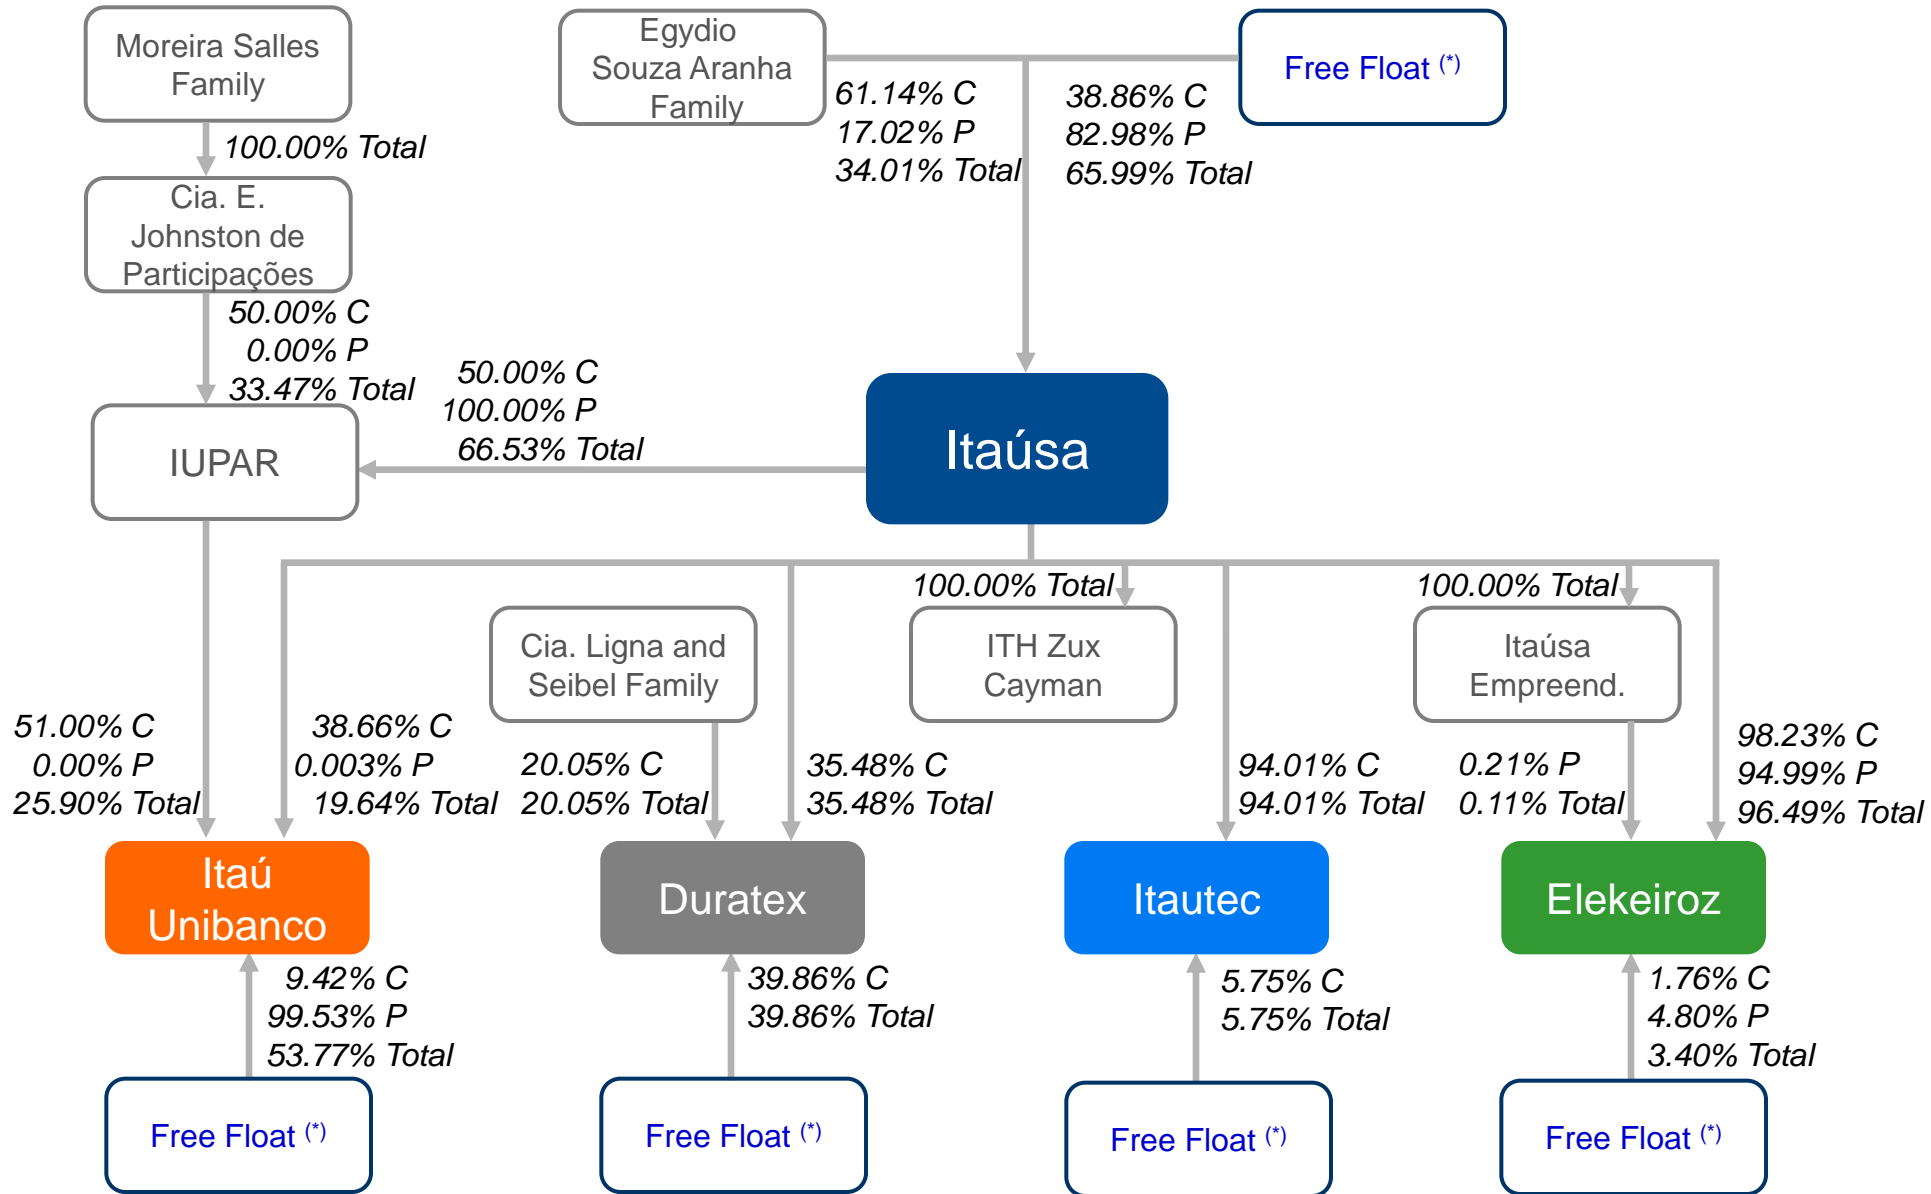 Moreira Salles
Family
Egydio
Souza Aranha
Family
Free Float (*)
61.14% C
17.02% P
34.01% Total
38.86% C
82.98% P
65.99% Total
100.00% Total
Cia. E.
Johnston de
Participações
50.00% C
0.00% P
33.47% Total
50.00% C
100.00% P
66.53% Total
IUPAR
Itaúsa
100.00% Total
100.00% Total
Cia. Ligna and
Seibel Family
ITH Zux
Cayman
Itaúsa
Empreend.
51.00% C
0.00% P
25.90% Total
38.66% C
0.003% P
19.64% Total
20.05% C
20.05% Total
35.48% C
35.48% Total
94.01% C
94.01% Total
0.21% P
0.11% Total
98.23% C
94.99% P
96.49% Total
Itaú
Unibanco
Duratex
Itautec
Elekeiroz
9.42% C
99.53% P
53.77% Total
39.86% C
39.86% Total
5.75% C
5.75% Total
1.76% C
4.80% P
3.40% Total
Free Float (*)
Free Float (*)
Free Float (*)
Free Float (*)